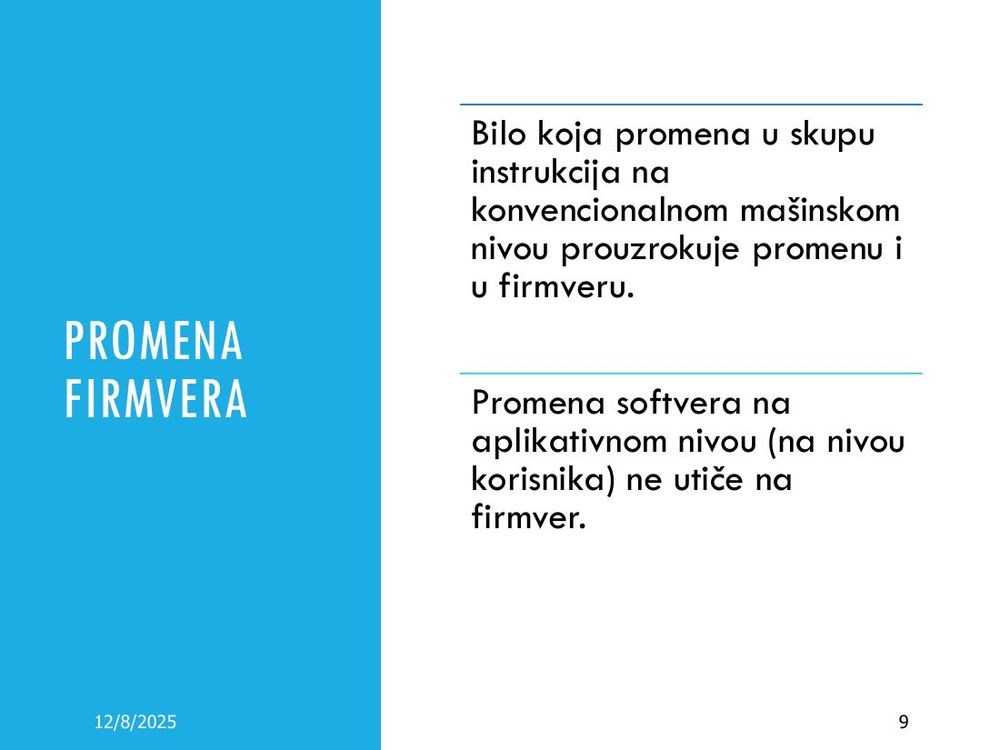 PROMENA
FIRMVERA
Bilo koja promena u skupu
instrukcija na
konvencionalnom mašinskom
nivou prouzrokuje promenu i
u firmveru.
Promena softvera na
aplikativnom nivou (na nivou
korisnika) ne utiče na
firmver.
12/8/2025
9